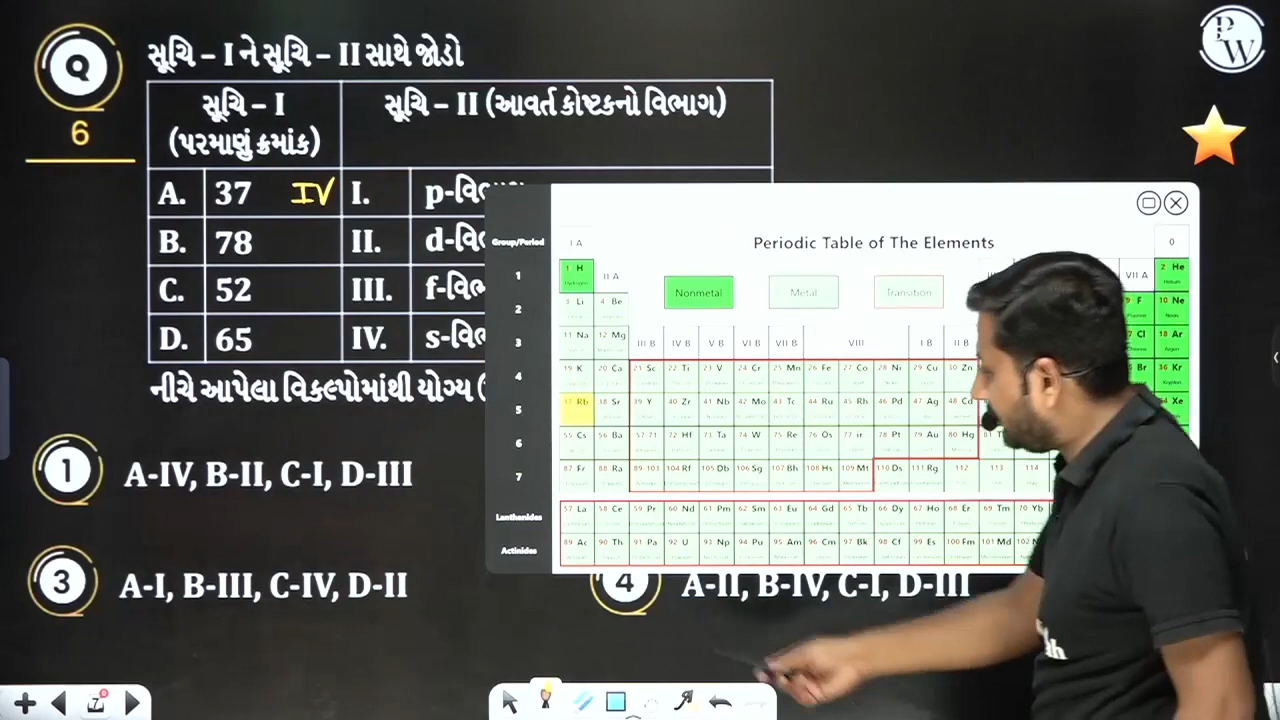 Q
6
સૂચિ – I ને સૂચિ – II સાથે જોડો
સૂચિ – I
(પરમાણું ક્રમાંક)
સૂચિ – II (આવર્ત કોષ્ટકનો વિભાગ)
A. 37 IV I.
B. 78 II.
C. 52 III.
D. 65 IV.
નીચે આપેલા વિકલ્પોમાંથી યોગ્ય
1 A-IV, B-II, C-I, D-III
3 A-I, B-III, C-IV, D-II
4 A-II, B-IV, C-I, D-III
PW
Periodic Table of The Elements
Group/Period I A 0
1 1 H 2 He
II A Nonmetal Metal Transition VII A
2 3 Li 4 Be 9 F 10 Ne
3 11 Na 12 Mg III B IV B V B VI B VII B VIII I B II B 18 Ar
4 19 K 20 Ca 21 Sc 22 Ti 23 V 24 Cr 25 Mn 26 Fe 27 Co 28 Ni 29 Cu 30 Zn Br 36 Kr
5 37 Rb 38 Sr 39 Y 40 Zr 41 Nb 42 Mo 43 Tc 44 Ru 45 Rh 46 Pd 47 Ag 48 Cd Xe
6 55 Cs 56 Ba 57-71 72 Hf 73 Ta 74 W 75 Re 76 Os 77 Ir 78 Pt 79 Au 80 Hg
7 87 Fr 88 Ra 89-103 104 Rf 105 Db 106 Sg 107 Bh 108 Hs 109 Mt 110 Ds 111 Rg 112 113 114
Lanthenides 57 La 58 Ce 59 Pr 60 Nd 61 Pm 62 Sm 63 Eu 64 Gd 65 Tb 66 Dy 67 Ho 68 Er 69 Tm 70 Yb
Actinides 89 Ac 90 Th 91 Pa 92 U 93 Np 94 Pu 95 Am 96 Cm 97 Bk 98 Cf 99 Es 100 Fm 101 Md